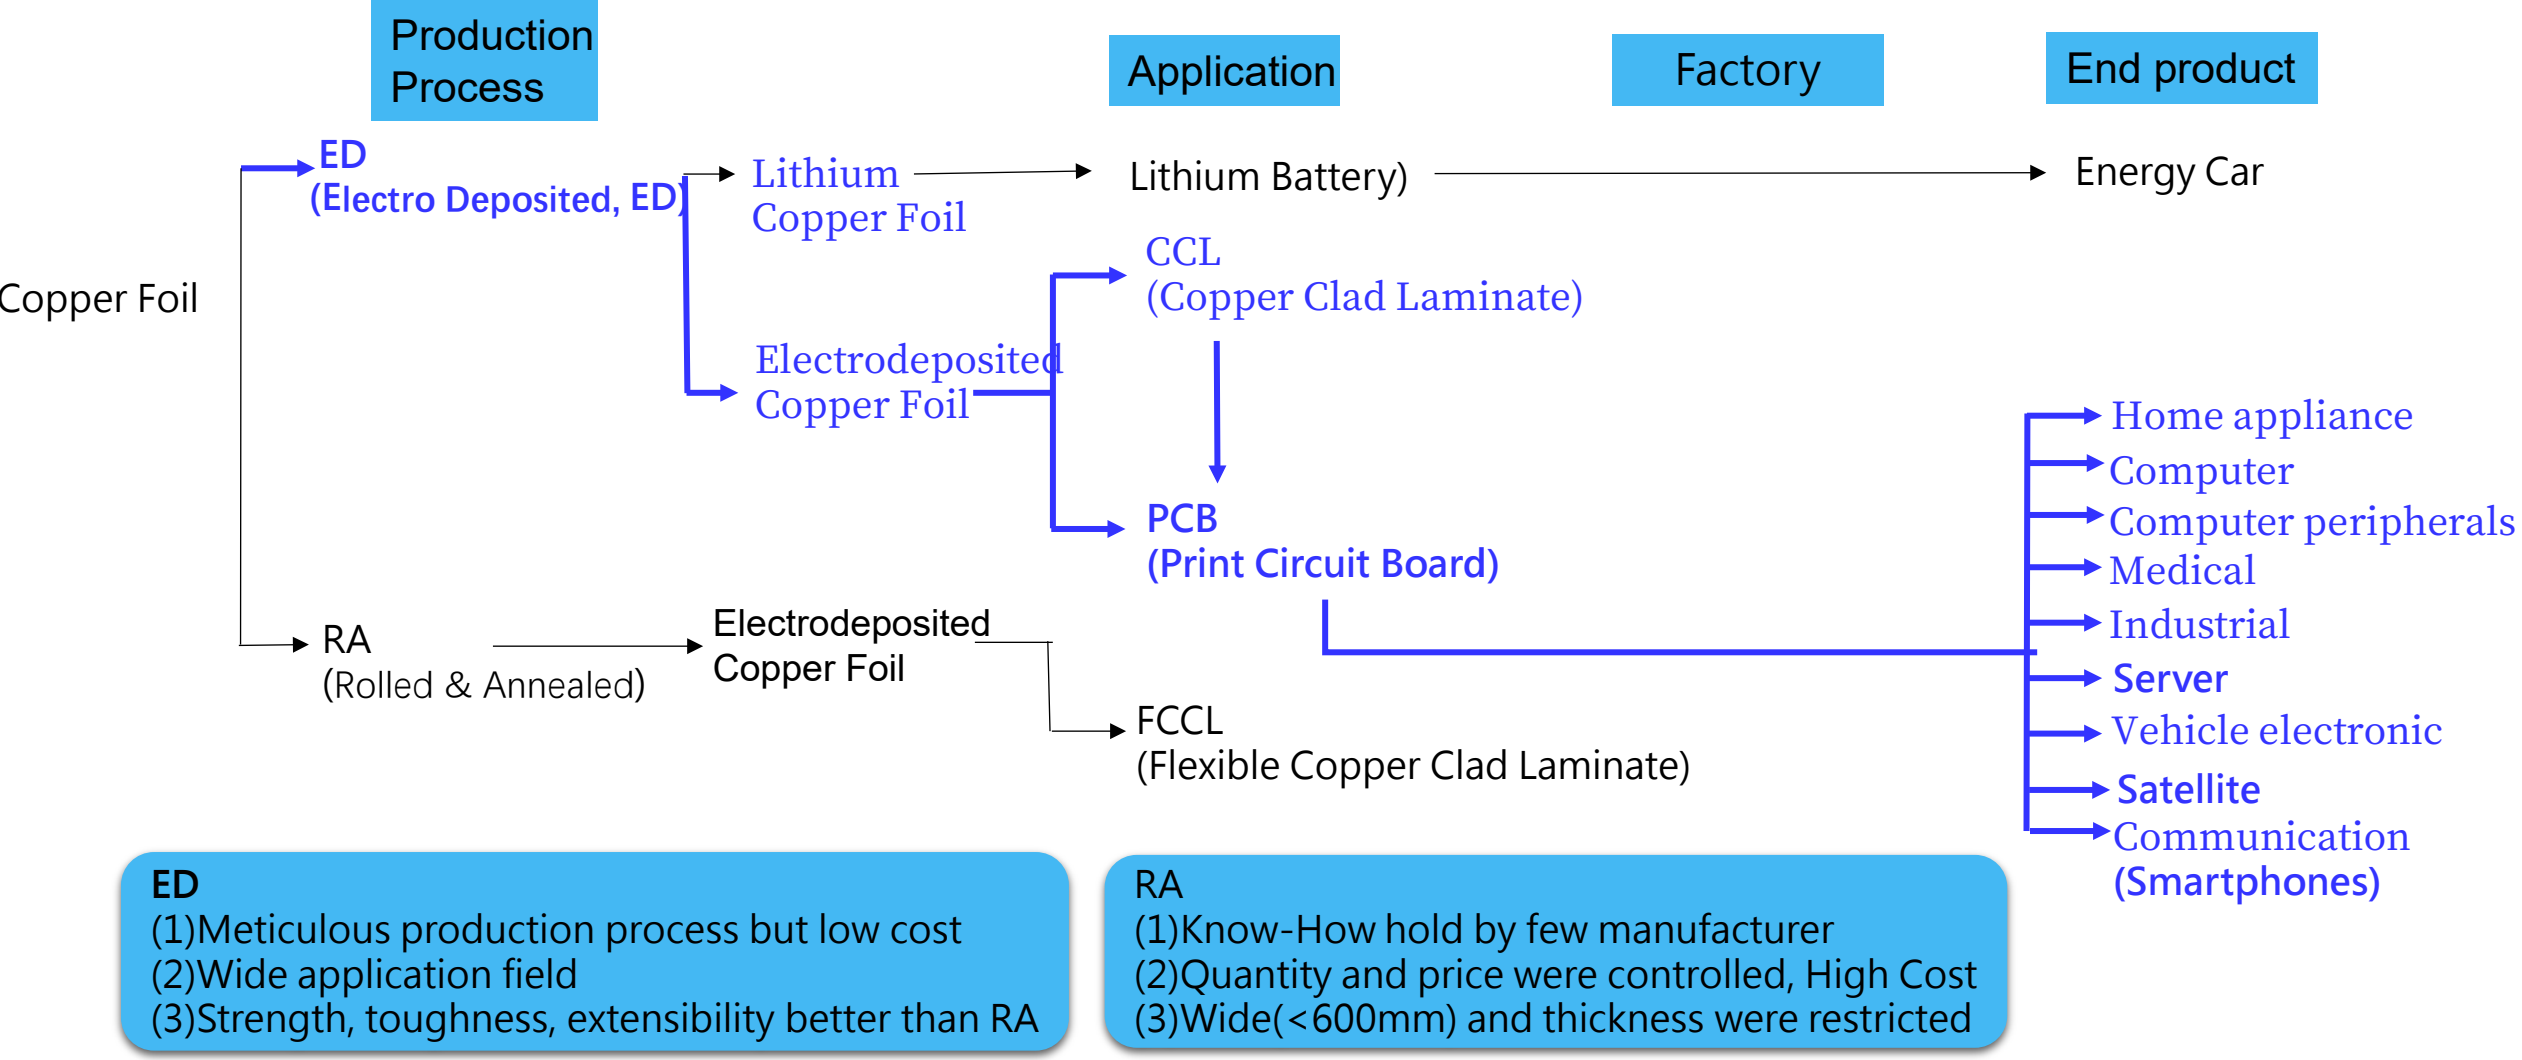 Production
Process
Application
Factory
End product
ED
(Electro Deposited, ED)
Lithium
Copper Foil
Lithium Battery)
Energy Car
Copper Foil
CCL
(Copper Clad Laminate)
Electrodeposited
Copper Foil
PCB
(Print Circuit Board)
Home appliance
Computer
Computer peripherals
Medical
Industrial
Server
Vehicle electronic
Satellite
Communication
(Smartphones)
RA
(Rolled & Annealed)
Electrodeposited
Copper Foil
FCCL
(Flexible Copper Clad Laminate)
ED
(1)Meticulous production process but low cost
(2)Wide application field
(3)Strength, toughness, extensibility better than RA
RA
(1)Know-How hold by few manufacturer
(2)Quantity and price were controlled, High Cost
(3)Wide(<600mm) and thickness were restricted